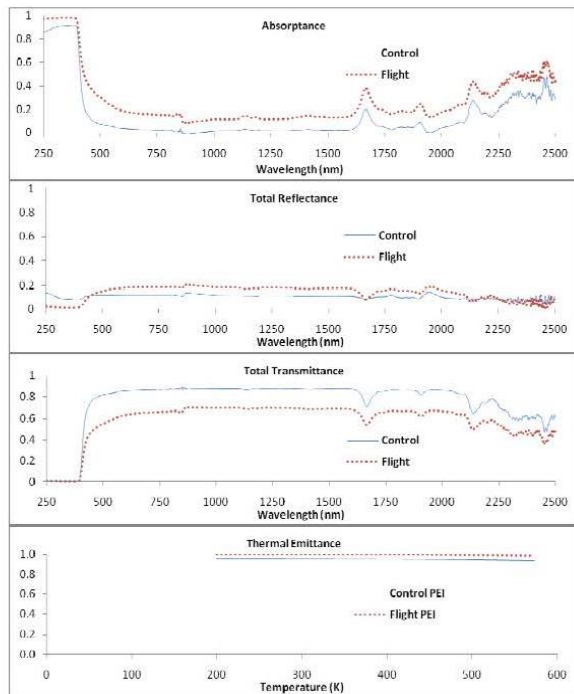 Absorptance
1
0.8
0.6
0.4
0.2
0
Control
Flight
250 500 750 1000 1250 1500 1750 2000 2250 2500
Wavelength (nm)
Total Reflectance
1
0.8
0.6
0.4
0.2
0
Control
Flight
250 500 750 1000 1250 1500 1750 2000 2250 2500
Wavelength (nm)
Total Transmittance
1
0.8
0.6
0.4
0.2
0
Control
Flight
250 500 750 1000 1250 1500 1750 2000 2250 2500
Wavelength (nm)
Thermal Emittance
1.0
0.8
0.6
0.4
0.2
0.0
Control PEI
Flight PEI
0 100 200 300 400 500 600
Temperature (K)